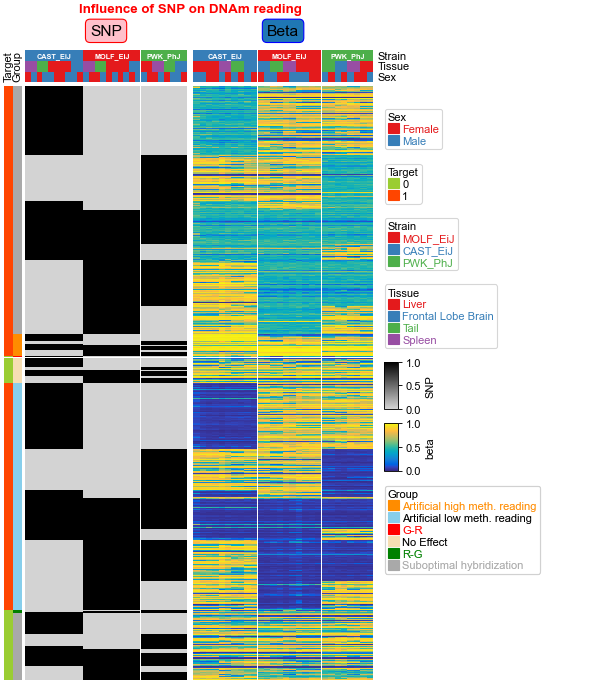 Influence of SNP on DNAm reading
SNP
Beta
Target
Group
CAST_EiJ
MOLF_EiJ
PWK_PhJ
CAST_EiJ
MOLF_EiJ
PWK_PhJ
Strain
Tissue
Sex
Sex
Female
Male
Target
0
1
Strain
MOLF_EiJ
CAST_EiJ
PWK_PhJ
Tissue
Liver
Frontal Lobe Brain
Tail
Spleen
1.0
0.5
0.0
SNP
1.0
0.5
0.0
beta
Group
Artificial high meth. reading
Artificial low meth. reading
G-R
No Effect
R-G
Suboptimal hybridization